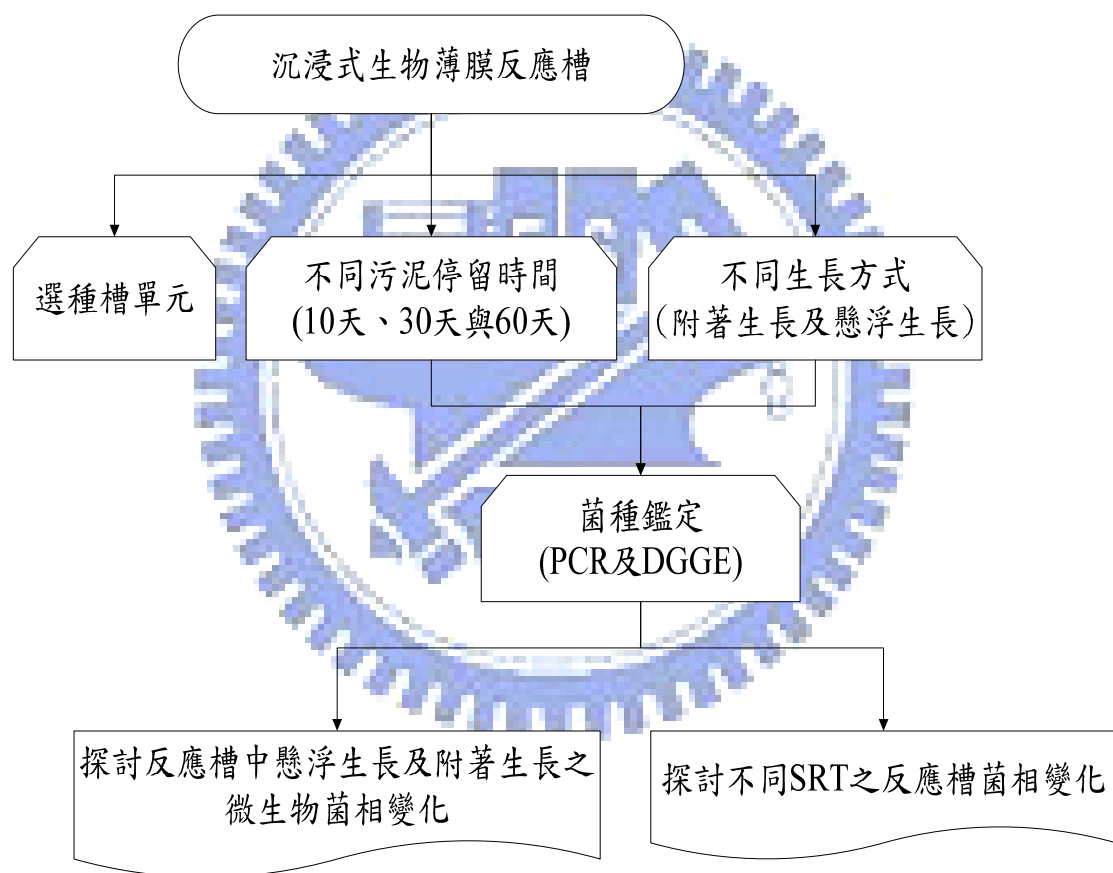 沉浸式生物薄膜反應槽
選種槽單元
不同污泥停留時間
(10天、30天與60天)
不同生長方式
（附著生長及懸浮生長）
菌種鑑定
(PCR及DGGE)
探討反應槽中懸浮生長及附著生長之
微生物菌相變化
探討不同SRT之反應槽菌相變化